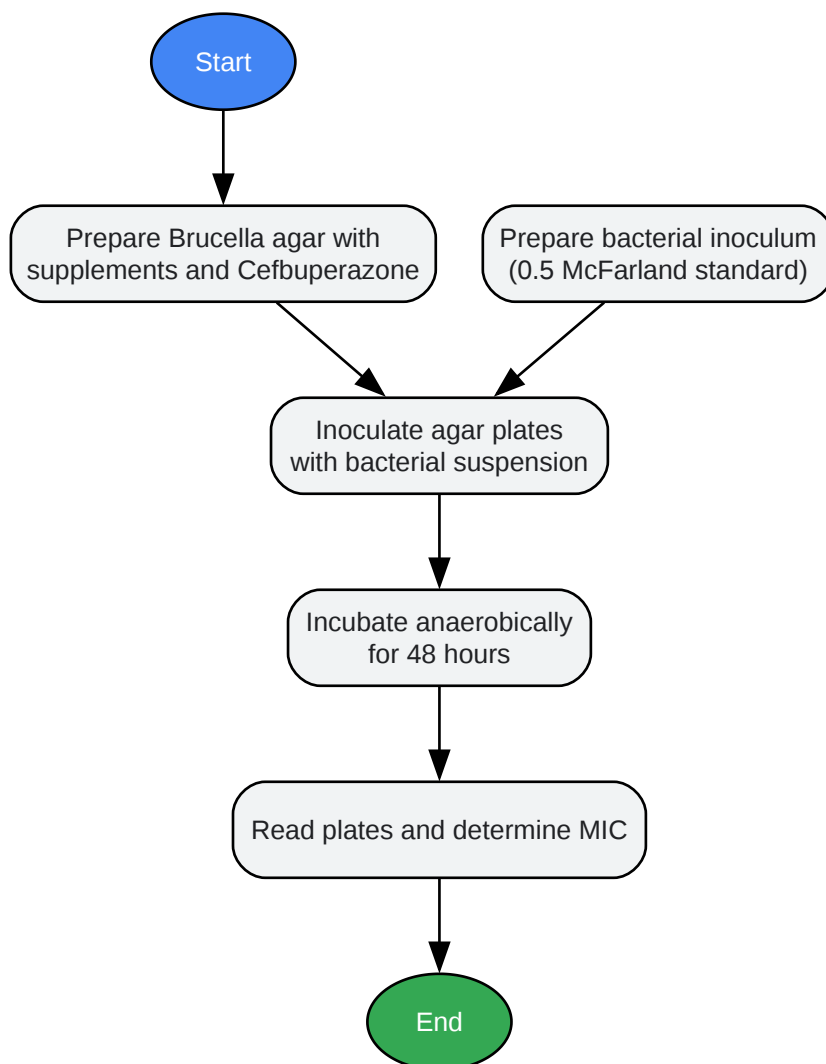 Start
Prepare Brucella agar with
supplements and Cefbuperazone
Prepare bacterial inoculum
(0.5 McFarland standard)
Inoculate agar plates
with bacterial suspension
Incubate anaerobically
for 48 hours
Read plates and determine MIC
End